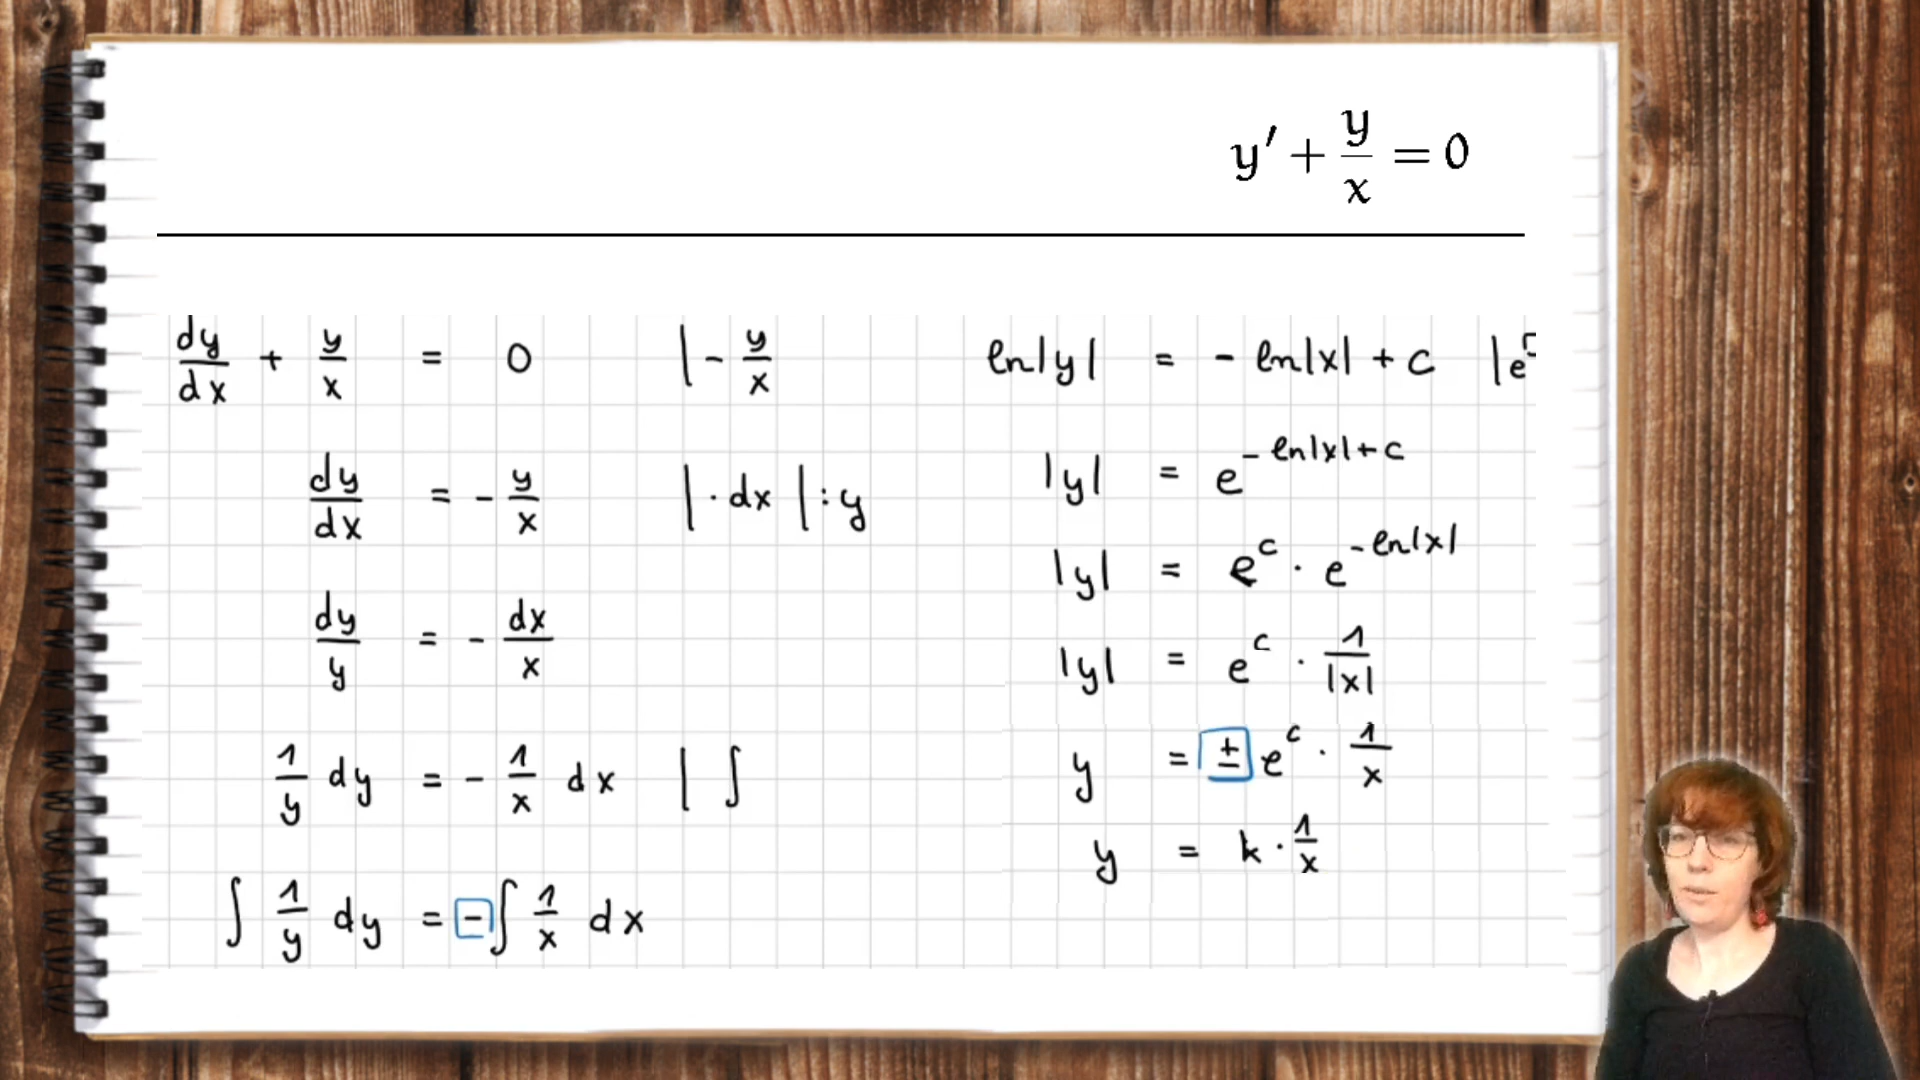 y′ + y/x = 0
dy/dx + y/x = 0 | - y/x
dy/dx = - y/x | · dx | : y
dy/y = - dx/x
1/y dy = - 1/x dx | ∫
∫ 1/y dy = - ∫ 1/x dx
ln|y| = - ln|x| + c | e
|y| = e^(- ln|x| + c)
|y| = e^c · e^(- ln|x|)
|y| = e^c · 1/|x|
y = ± e^c · 1/x
y = k · 1/x